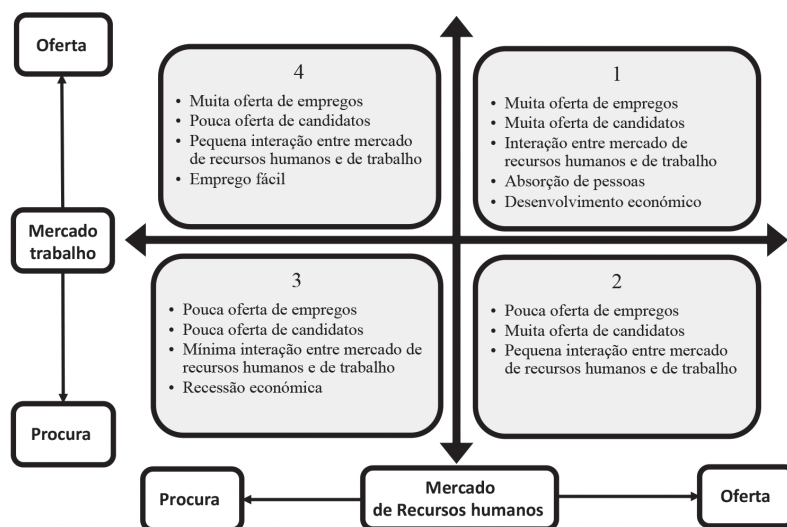 Oferta
4
• Muita oferta de empregos
• Pouca oferta de candidatos
• Pequena interação entre mercado
de recursos humanos e de trabalho
• Emprego fácil
1
• Muita oferta de empregos
• Muita oferta de candidatos
• Interação entre mercado de
recursos humanos e de trabalho
• Absorção de pessoas
• Desenvolvimento económico
Mercado
trabalho
3
• Pouca oferta de empregos
• Pouca oferta de candidatos
• Mínima interação entre mercado de
recursos humanos e de trabalho
• Recessão económica
2
• Pouca oferta de empregos
• Muita oferta de candidatos
• Pequena interação entre mercado
de recursos humanos e de trabalho
Procura
Procura
Mercado
de Recursos humanos
Oferta